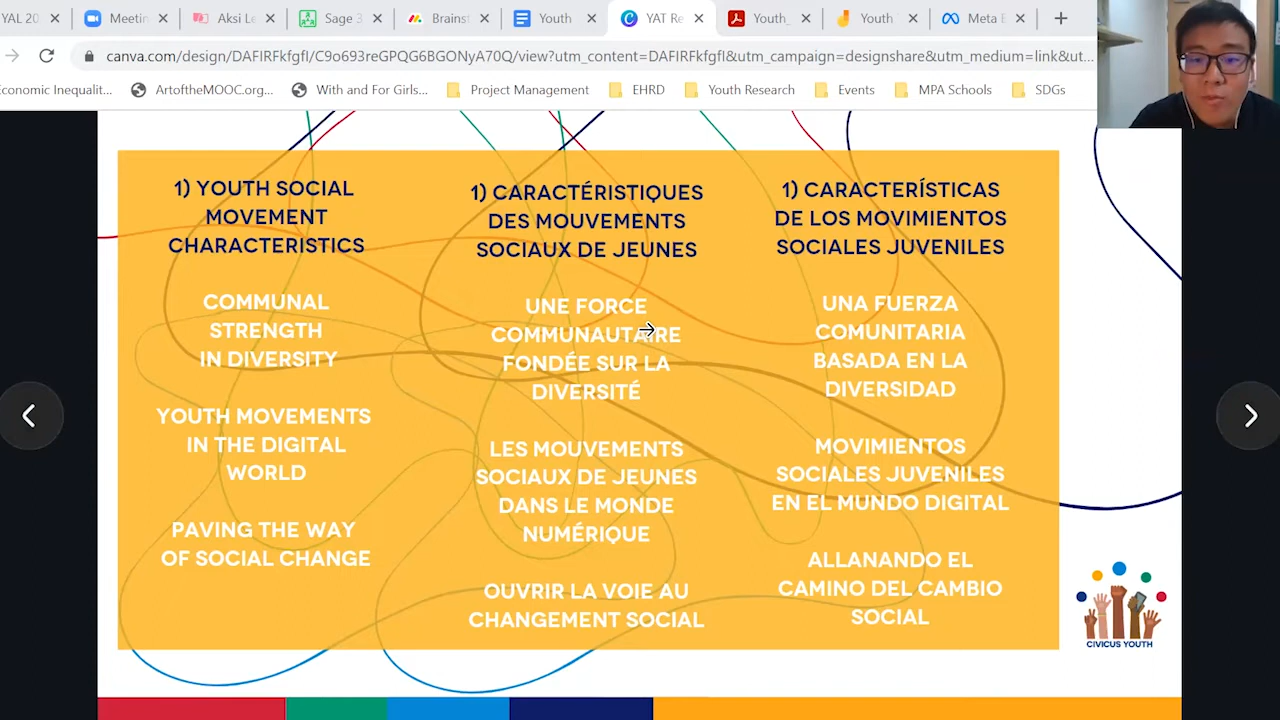 YAL 20
Meetin
Aksi Le
Sage 3
Brainst
Youth
YAT Re
Youth_
Youth
Meta E
canva.com/design/DAFIRFkfgfI/C9o693reGPQG6BGONyA70Q/view?utm_content=DAFIRFkfgfI&utm_campaign=designshare&utm_medium=link&ut...
Economic Inequalit...
ArtoftheMOOC.org...
With and For Girls...
Project Management
EHRD
Youth Research
Events
MPA Schools
SDGs
1) YOUTH SOCIAL
MOVEMENT
CHARACTERISTICS
COMMUNAL
STRENGTH
IN DIVERSITY
YOUTH MOVEMENTS
IN THE DIGITAL
WORLD
PAVING THE WAY
OF SOCIAL CHANGE
1) CARACTÉRISTIQUES
DES MOUVEMENTS
SOCIAUX DE JEUNES
UNE FORCE
COMMUNAUTAIRE
FONDÉE SUR LA
DIVERSITÉ
LES MOUVEMENTS
SOCIAUX DE JEUNES
DANS LE MONDE
NUMÉRIQUE
OUVRIR LA VOIE AU
CHANGEMENT SOCIAL
1) CARACTERÍSTICAS
DE LOS MOVIMIENTOS
SOCIALES JUVENILES
UNA FUERZA
COMUNITARIA
BASADA EN LA
DIVERSIDAD
MOVIMIENTOS
SOCIALES JUVENILES
EN EL MUNDO DIGITAL
ALLANANDO EL
CAMINO DEL CAMBIO
SOCIAL
CIVICUS YOUTH